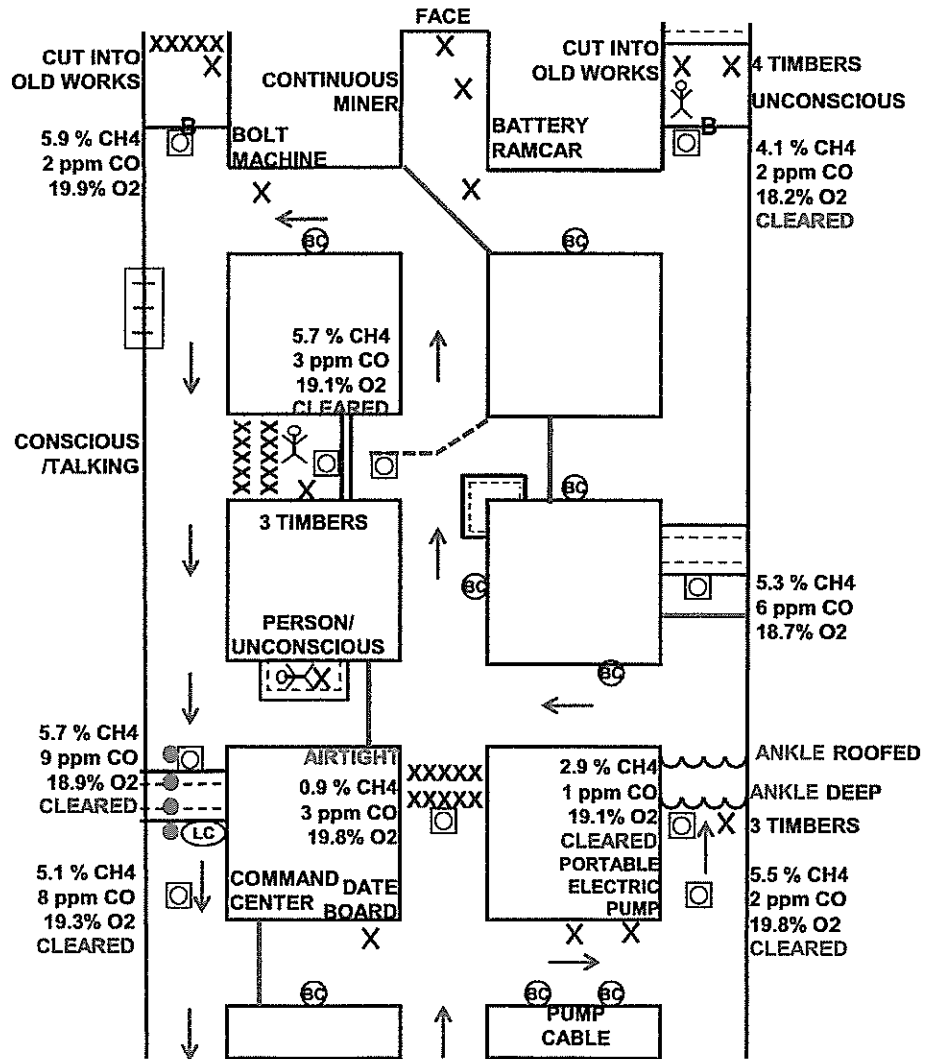 FACE
XXXXX
X
CUT INTO
OLD WORKS
B
5.9 % CH4
2 ppm CO
19.9% O2
BOLT
MACHINE
X
CONTINUOUS
MINER
X
X
X
BATTERY
RAMCAR
CUT INTO
OLD WORKS
X X
4 TIMBERS
UNCONSCIOUS
B
4.1 % CH4
2 ppm CO
18.2% O2
CLEARED
BC
BC
5.7 % CH4
3 ppm CO
19.1% O2
CLEARED
CONSCIOUS
/TALKING
XXXXX
XXXXX
X
3 TIMBERS
BC
BC
5.3 % CH4
6 ppm CO
18.7% O2
PERSON/
UNCONSCIOUS
X
BC
5.7 % CH4
9 ppm CO
18.9% O2
CLEARED
LC
AIRTIGHT
0.9 % CH4
3 ppm CO
19.8% O2
XXXXX
XXXXX
2.9 % CH4
1 ppm CO
19.1% O2
CLEARED
PORTABLE
ELECTRIC
PUMP
ANKLE ROOFED
ANKLE DEEP
X
3 TIMBERS
5.1 % CH4
8 ppm CO
19.3% O2
CLEARED
COMMAND
CENTER
DATE
BOARD
X
X X
5.5 % CH4
2 ppm CO
19.8% O2
CLEARED
BC
BC
BC
PUMP
CABLE